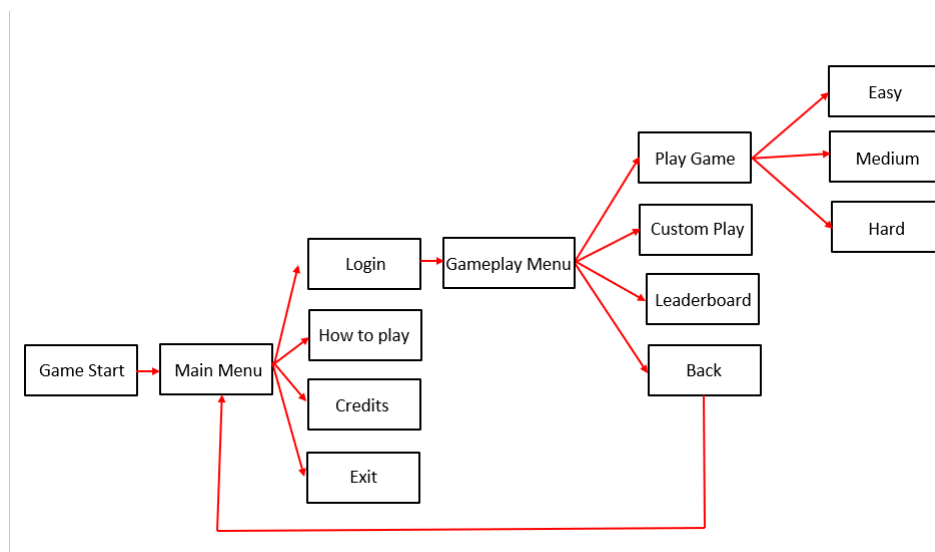 Game Start
Main Menu
Login
How to play
Credits
Exit
Gameplay Menu
Play Game
Custom Play
Leaderboard
Back
Easy
Medium
Hard